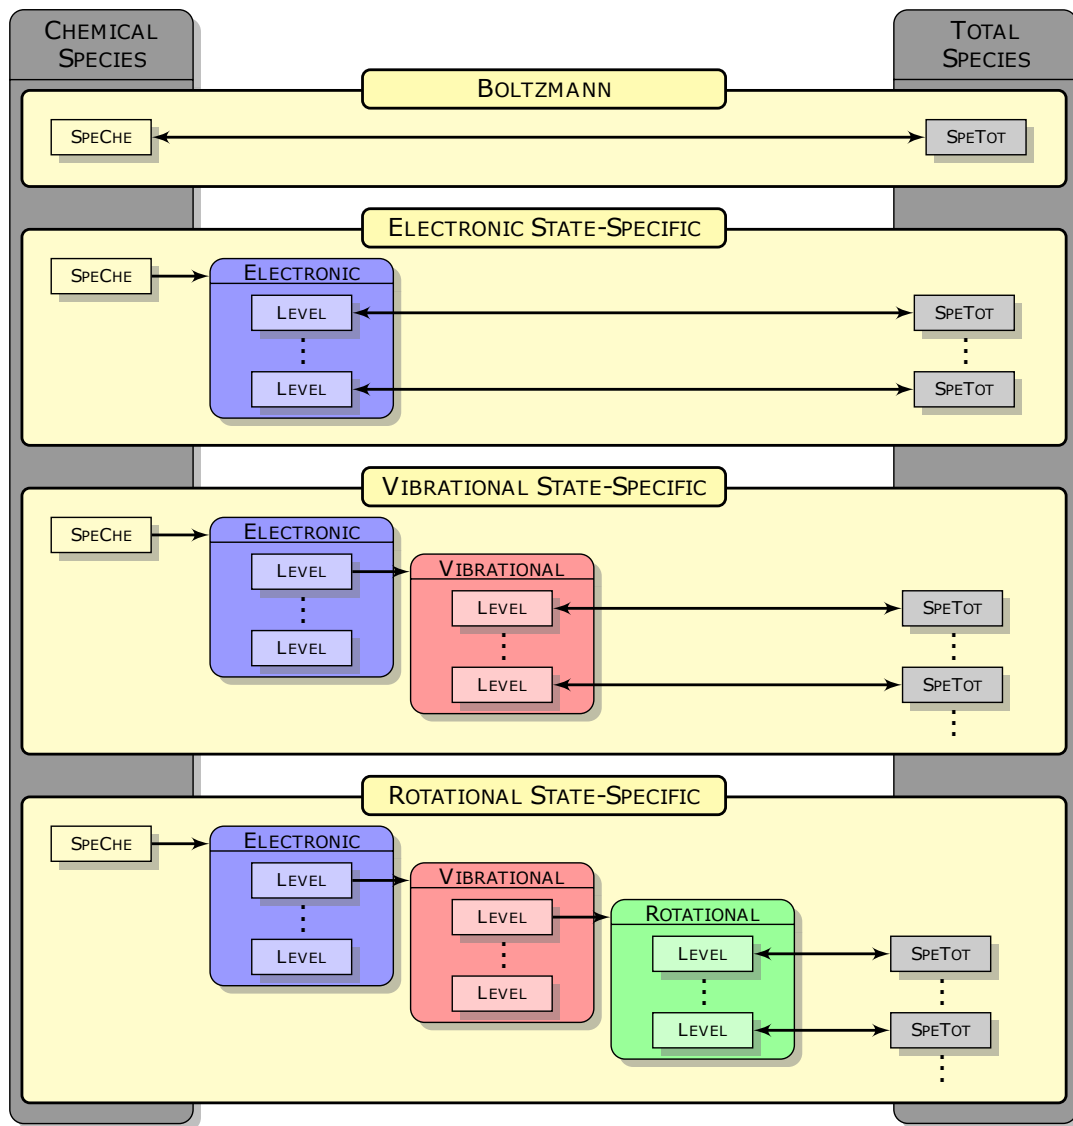 CHEMICAL
SPECIES
TOTAL
SPECIES
BOLTZMANN
SPECHE
SPETOT
ELECTRONIC STATE-SPECIFIC
SPECHE
ELECTRONIC
LEVEL
SPETOT
LEVEL
SPETOT
VIBRATIONAL STATE-SPECIFIC
SPECHE
ELECTRONIC
LEVEL
VIBRATIONAL
LEVEL
SPETOT
LEVEL
LEVEL
SPETOT
ROTATIONAL STATE-SPECIFIC
SPECHE
ELECTRONIC
LEVEL
VIBRATIONAL
LEVEL
ROTATIONAL
LEVEL
LEVEL
SPETOT
LEVEL
LEVEL
SPETOT